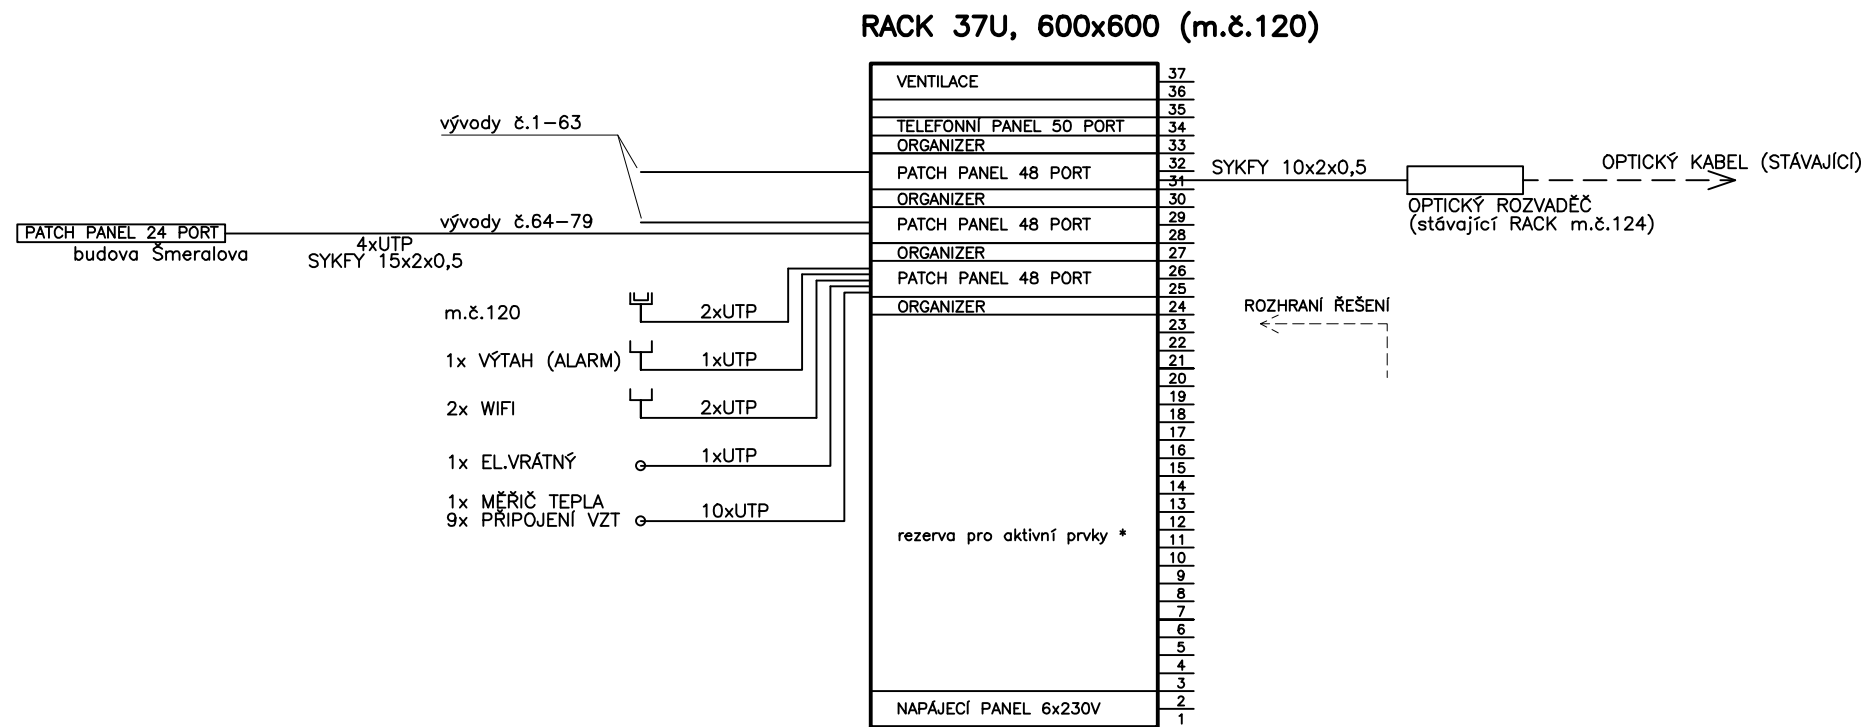 RACK 37U, 600x600 (m.č.120)
VENTILACE
TELEFONNÍ PANEL 50 PORT
ORGANIZER
PATCH PANEL 48 PORT
ORGANIZER
PATCH PANEL 48 PORT
ORGANIZER
PATCH PANEL 48 PORT
ORGANIZER
rezerva pro aktivní prvky *
NAPÁJECÍ PANEL 6x230V
37
36
35
34
33
32
31
30
29
28
27
26
25
24
23
22
21
20
19
18
17
16
15
14
13
12
11
10
9
8
7
6
5
4
3
2
1
vývody č.1-63
vývody č.64-79
PATCH PANEL 24 PORT
budova Šmeralova
4xUTP
SYKFY 15x2x0,5
m.č.120
2xUTP
1x VÝTAH (ALARM)
1xUTP
2x WIFI
2xUTP
1x EL.VRÁTNÝ
1xUTP
1x MĚŘIČ TEPLA
9x PŘIPOJENÍ VZT
10xUTP
SYKFY 10x2x0,5
OPTICKÝ KABEL (STÁVAJÍCÍ)
OPTICKÝ ROZVADĚČ
(stávající RACK m.č.124)
ROZHRANÍ ŘEŠENÍ